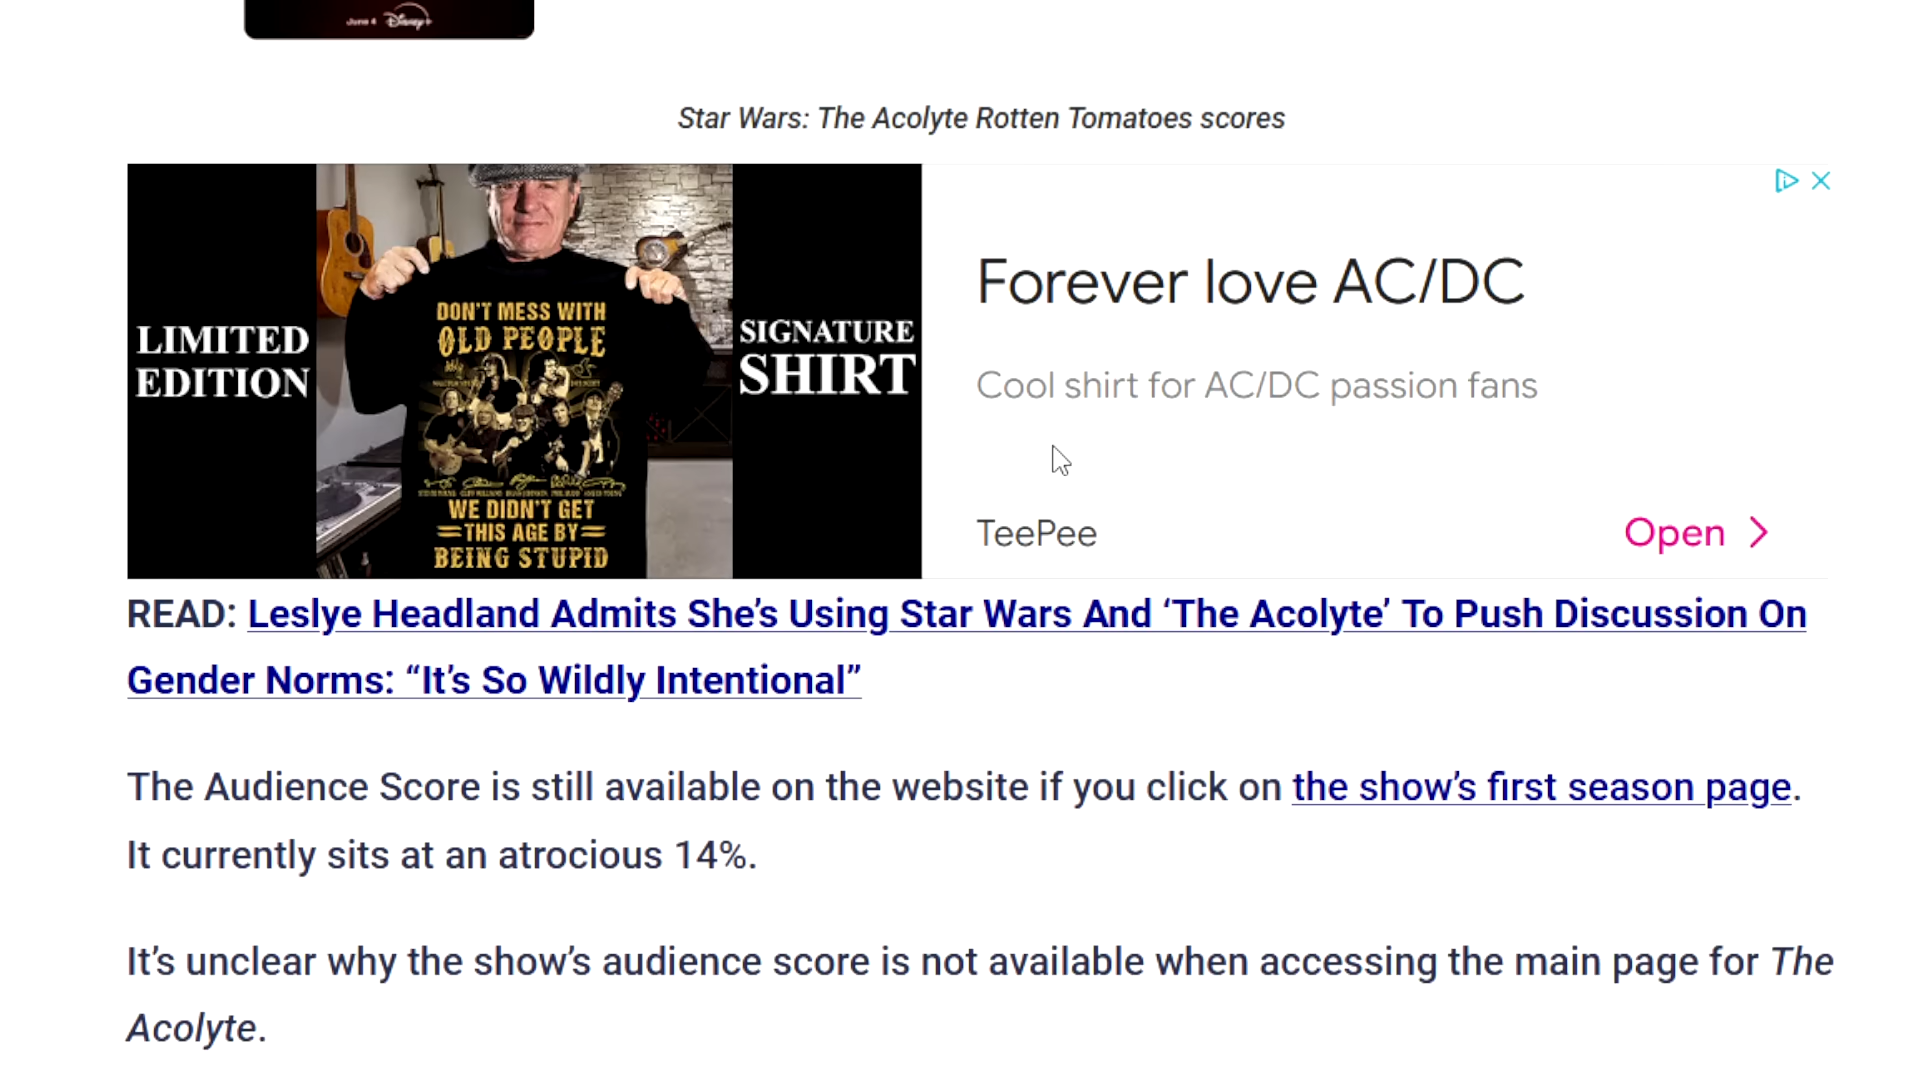 June 4 Disney+
Star Wars: The Acolyte Rotten Tomatoes scores
LIMITED
EDITION
DON'T MESS WITH
OLD PEOPLE
WE DIDN'T GET
THIS AGE BY
BEING STUPID
SIGNATURE
SHIRT
Forever love AC/DC
Cool shirt for AC/DC passion fans
TeePee
Open
READ: Leslye Headland Admits She’s Using Star Wars And ‘The Acolyte’ To Push Discussion On
Gender Norms: “It’s So Wildly Intentional”
The Audience Score is still available on the website if you click on the show’s first season page.
It currently sits at an atrocious 14%.
It’s unclear why the show’s audience score is not available when accessing the main page for The
Acolyte.